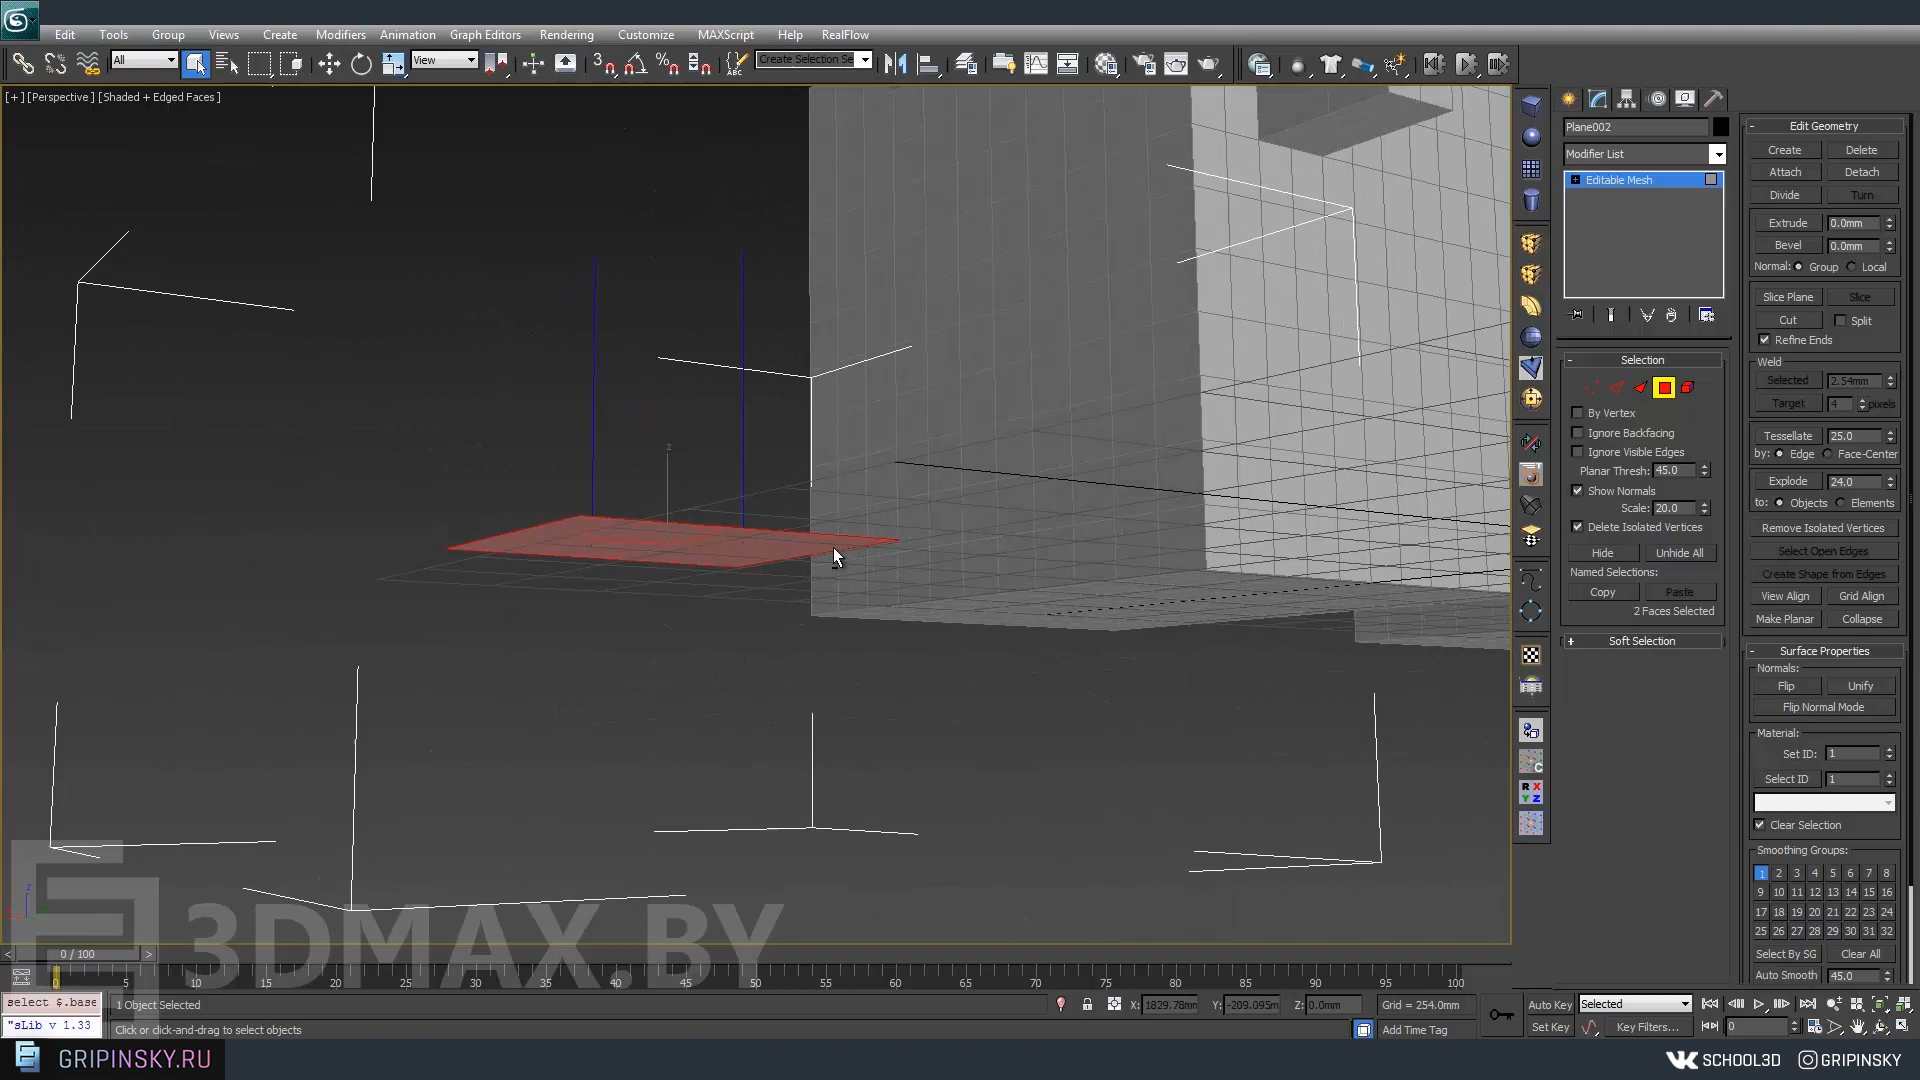 Edit Tools Group Views Create Modifiers Animation Graph Editors Rendering Customize MAXScript Help RealFlow
All View 3 Create Selection Se
[+] [Perspective] [Shaded + Edged Faces]
z
Plane002
Modifier List
Editable Mesh
- Selection
By Vertex
Ignore Backfacing
Ignore Visible Edges
Planar Thresh: 45.0
Show Normals
Scale: 20.0
Delete Isolated Vertices
Hide Unhide All
Named Selections:
Copy Paste
2 Faces Selected
+ Soft Selection
- Edit Geometry
Create Delete
Attach Detach
Divide Turn
Extrude 0.0mm
Bevel 0.0mm
Normal: Group Local
Slice Plane Slice
Cut Split
Refine Ends
Weld
Selected 2.54mm
Target 4 pixels
Tessellate 25.0
by: Edge Face-Center
Explode 24.0
to: Objects Elements
Remove Isolated Vertices
Select Open Edges
Create Shape from Edges
View Align Grid Align
Make Planar Collapse
- Surface Properties
Normals:
Flip Unify
Flip Normal Mode
Material:
Set ID: 1
Select ID 1
Clear Selection
Smoothing Groups:
1 2 3 4 5 6 7 8
9 10 11 12 13 14 15 16
17 18 19 20 21 22 23 24
25 26 27 28 29 30 31 32
Select By SG Clear All
Auto Smooth 45.0
3DMAX.BY
< 0 / 100 >
0 5 10 15 20 25 30 35 40 45 50 55 60 65 70 75 80 85 90 95 100
select $.base 1 Object Selected X: 1829.78mm Y: -209.095mm Z: 0.0mm Grid = 254.0mm Auto Key Selected
"sLib v 1.33 Click or click-and-drag to select objects Add Time Tag Set Key Key Filters... 0
GRIPINSKY.RU SCHOOL3D GRIPINSKY